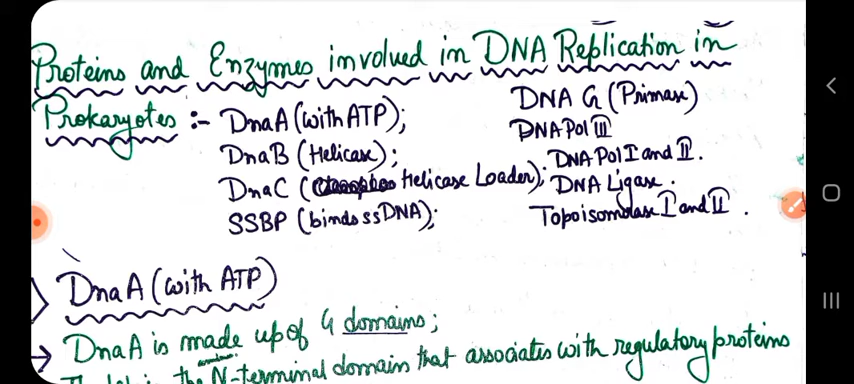 Proteins and Enzymes involved in DNA Replication in
Prokaryotes :- DnaA (with ATP);
DnaB (Helicase);
DnaC (Helicase Loader);
SSBP (binds ssDNA);
DNA G (Primase)
DNA Pol III
DNA Pol I and II.
DNA Ligase.
Topoisomerase I and II.
DnaA (with ATP)
→ DnaA is made up of 4 domains;
the N-terminal domain that associates with regulatory proteins